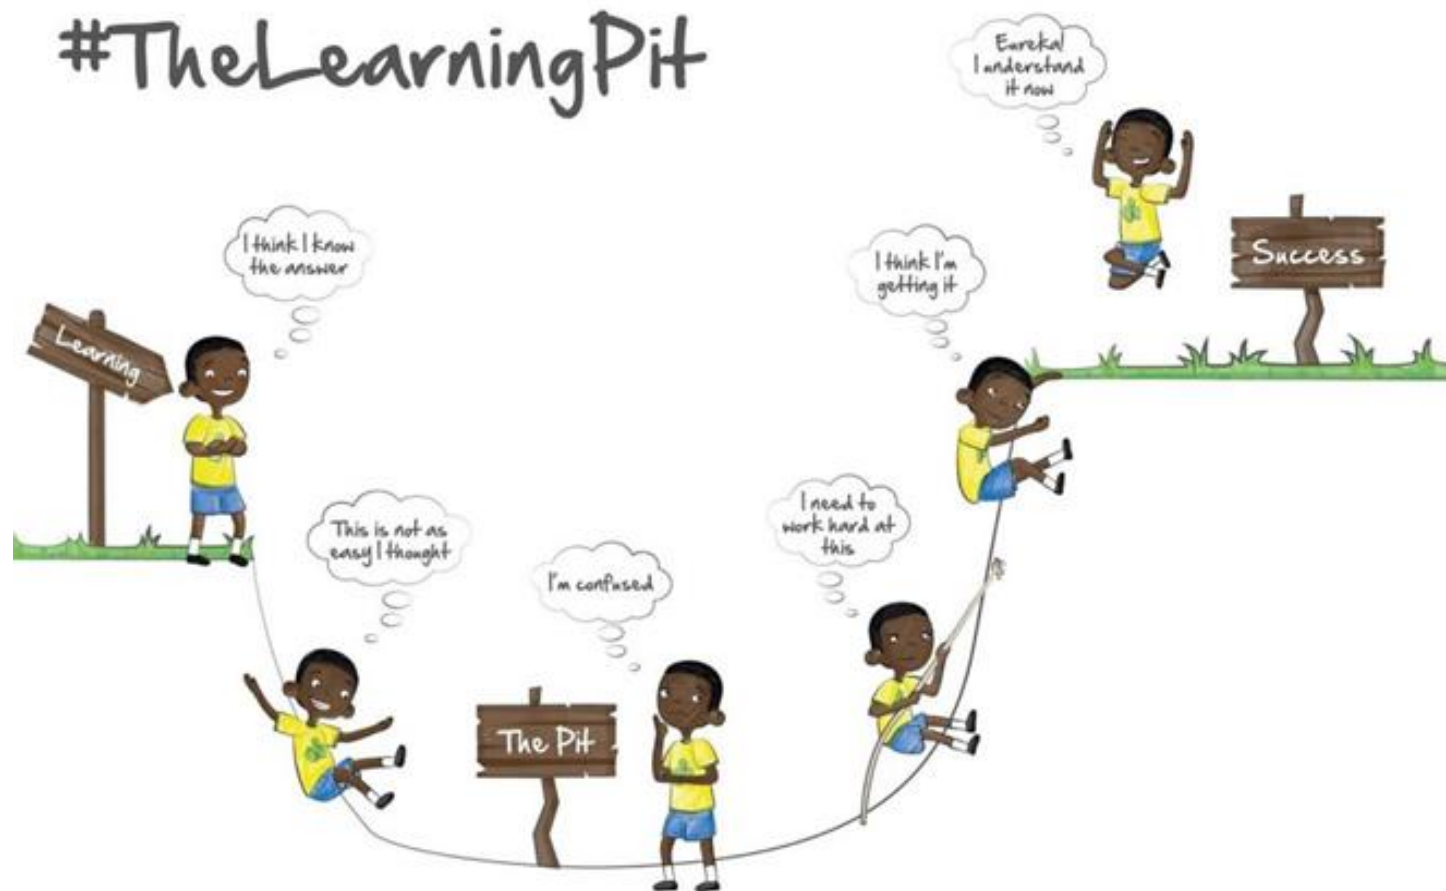 #TheLearningPit
Eureka!
I understand
it now
I think I know
the answer
I think I'm
getting it
Success
Learning
This is not as
easy I thought
I'm confused
I need to
work hard at
this
The Pit